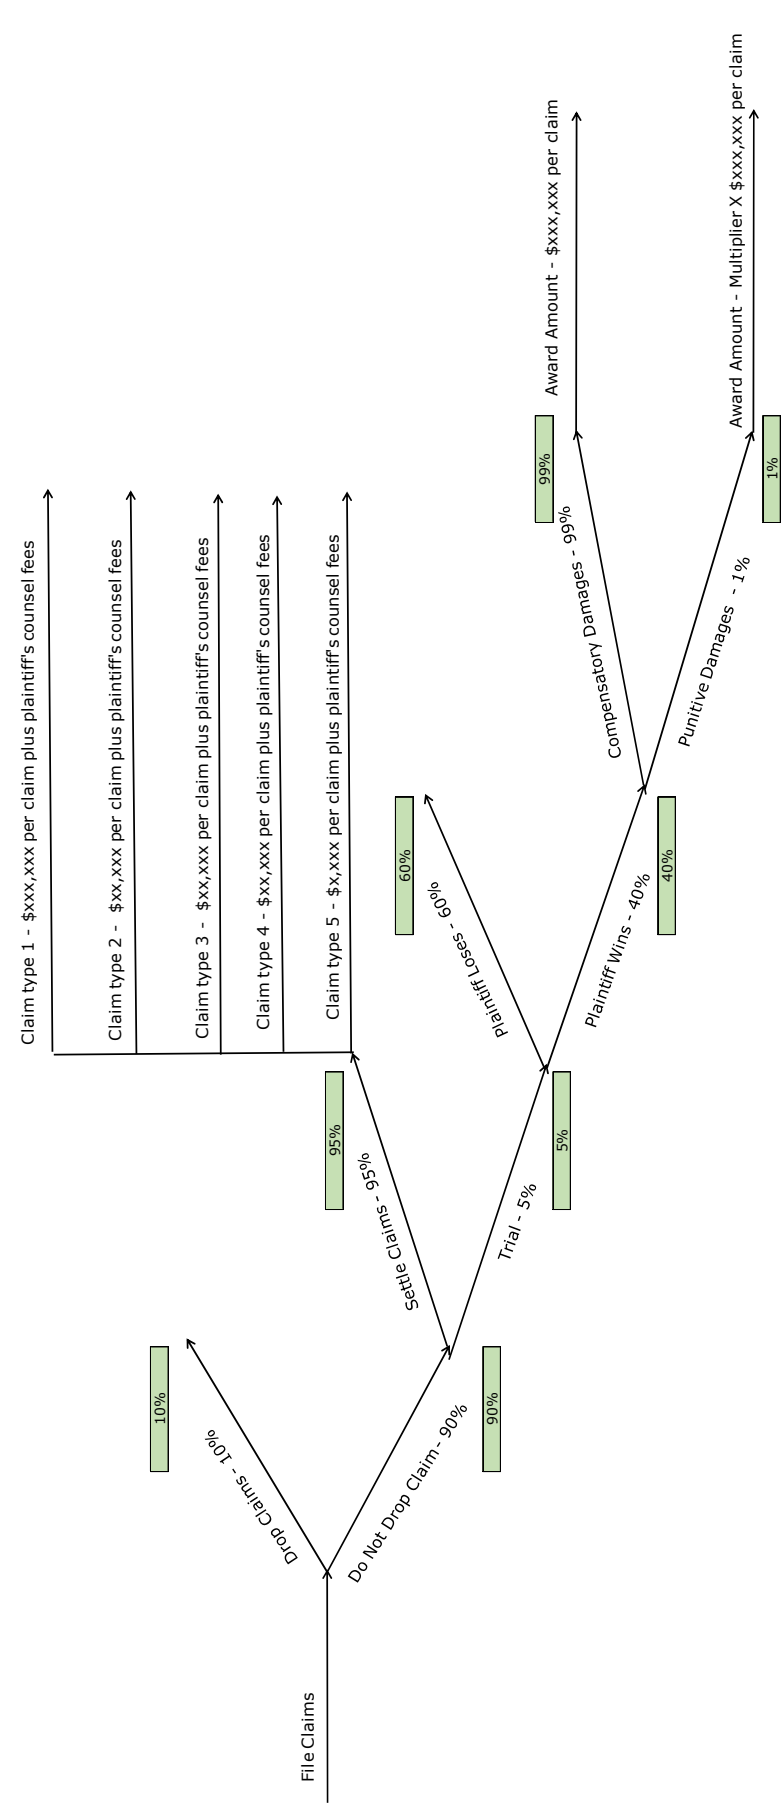 File Claims
Drop Claims - 10%
10%
Do Not Drop Claim - 90%
90%
Settle Claims - 95%
95%
Claim type 1 - $xxx,xxx per claim plus plaintiff's counsel fees
Claim type 2 - $xx,xxx per claim plus plaintiff's counsel fees
Claim type 3 - $xx,xxx per claim plus plaintiff's counsel fees
Claim type 4 - $xx,xxx per claim plus plaintiff's counsel fees
Claim type 5 - $x,xxx per claim plus plaintiff's counsel fees
Trial - 5%
5%
Plaintiff Loses - 60%
60%
Plaintiff Wins - 40%
40%
Compensatory Damages - 99%
99%
Award Amount - $xxx,xxx per claim
Punitive Damages - 1%
1%
Award Amount - Multiplier X $xxx,xxx per claim